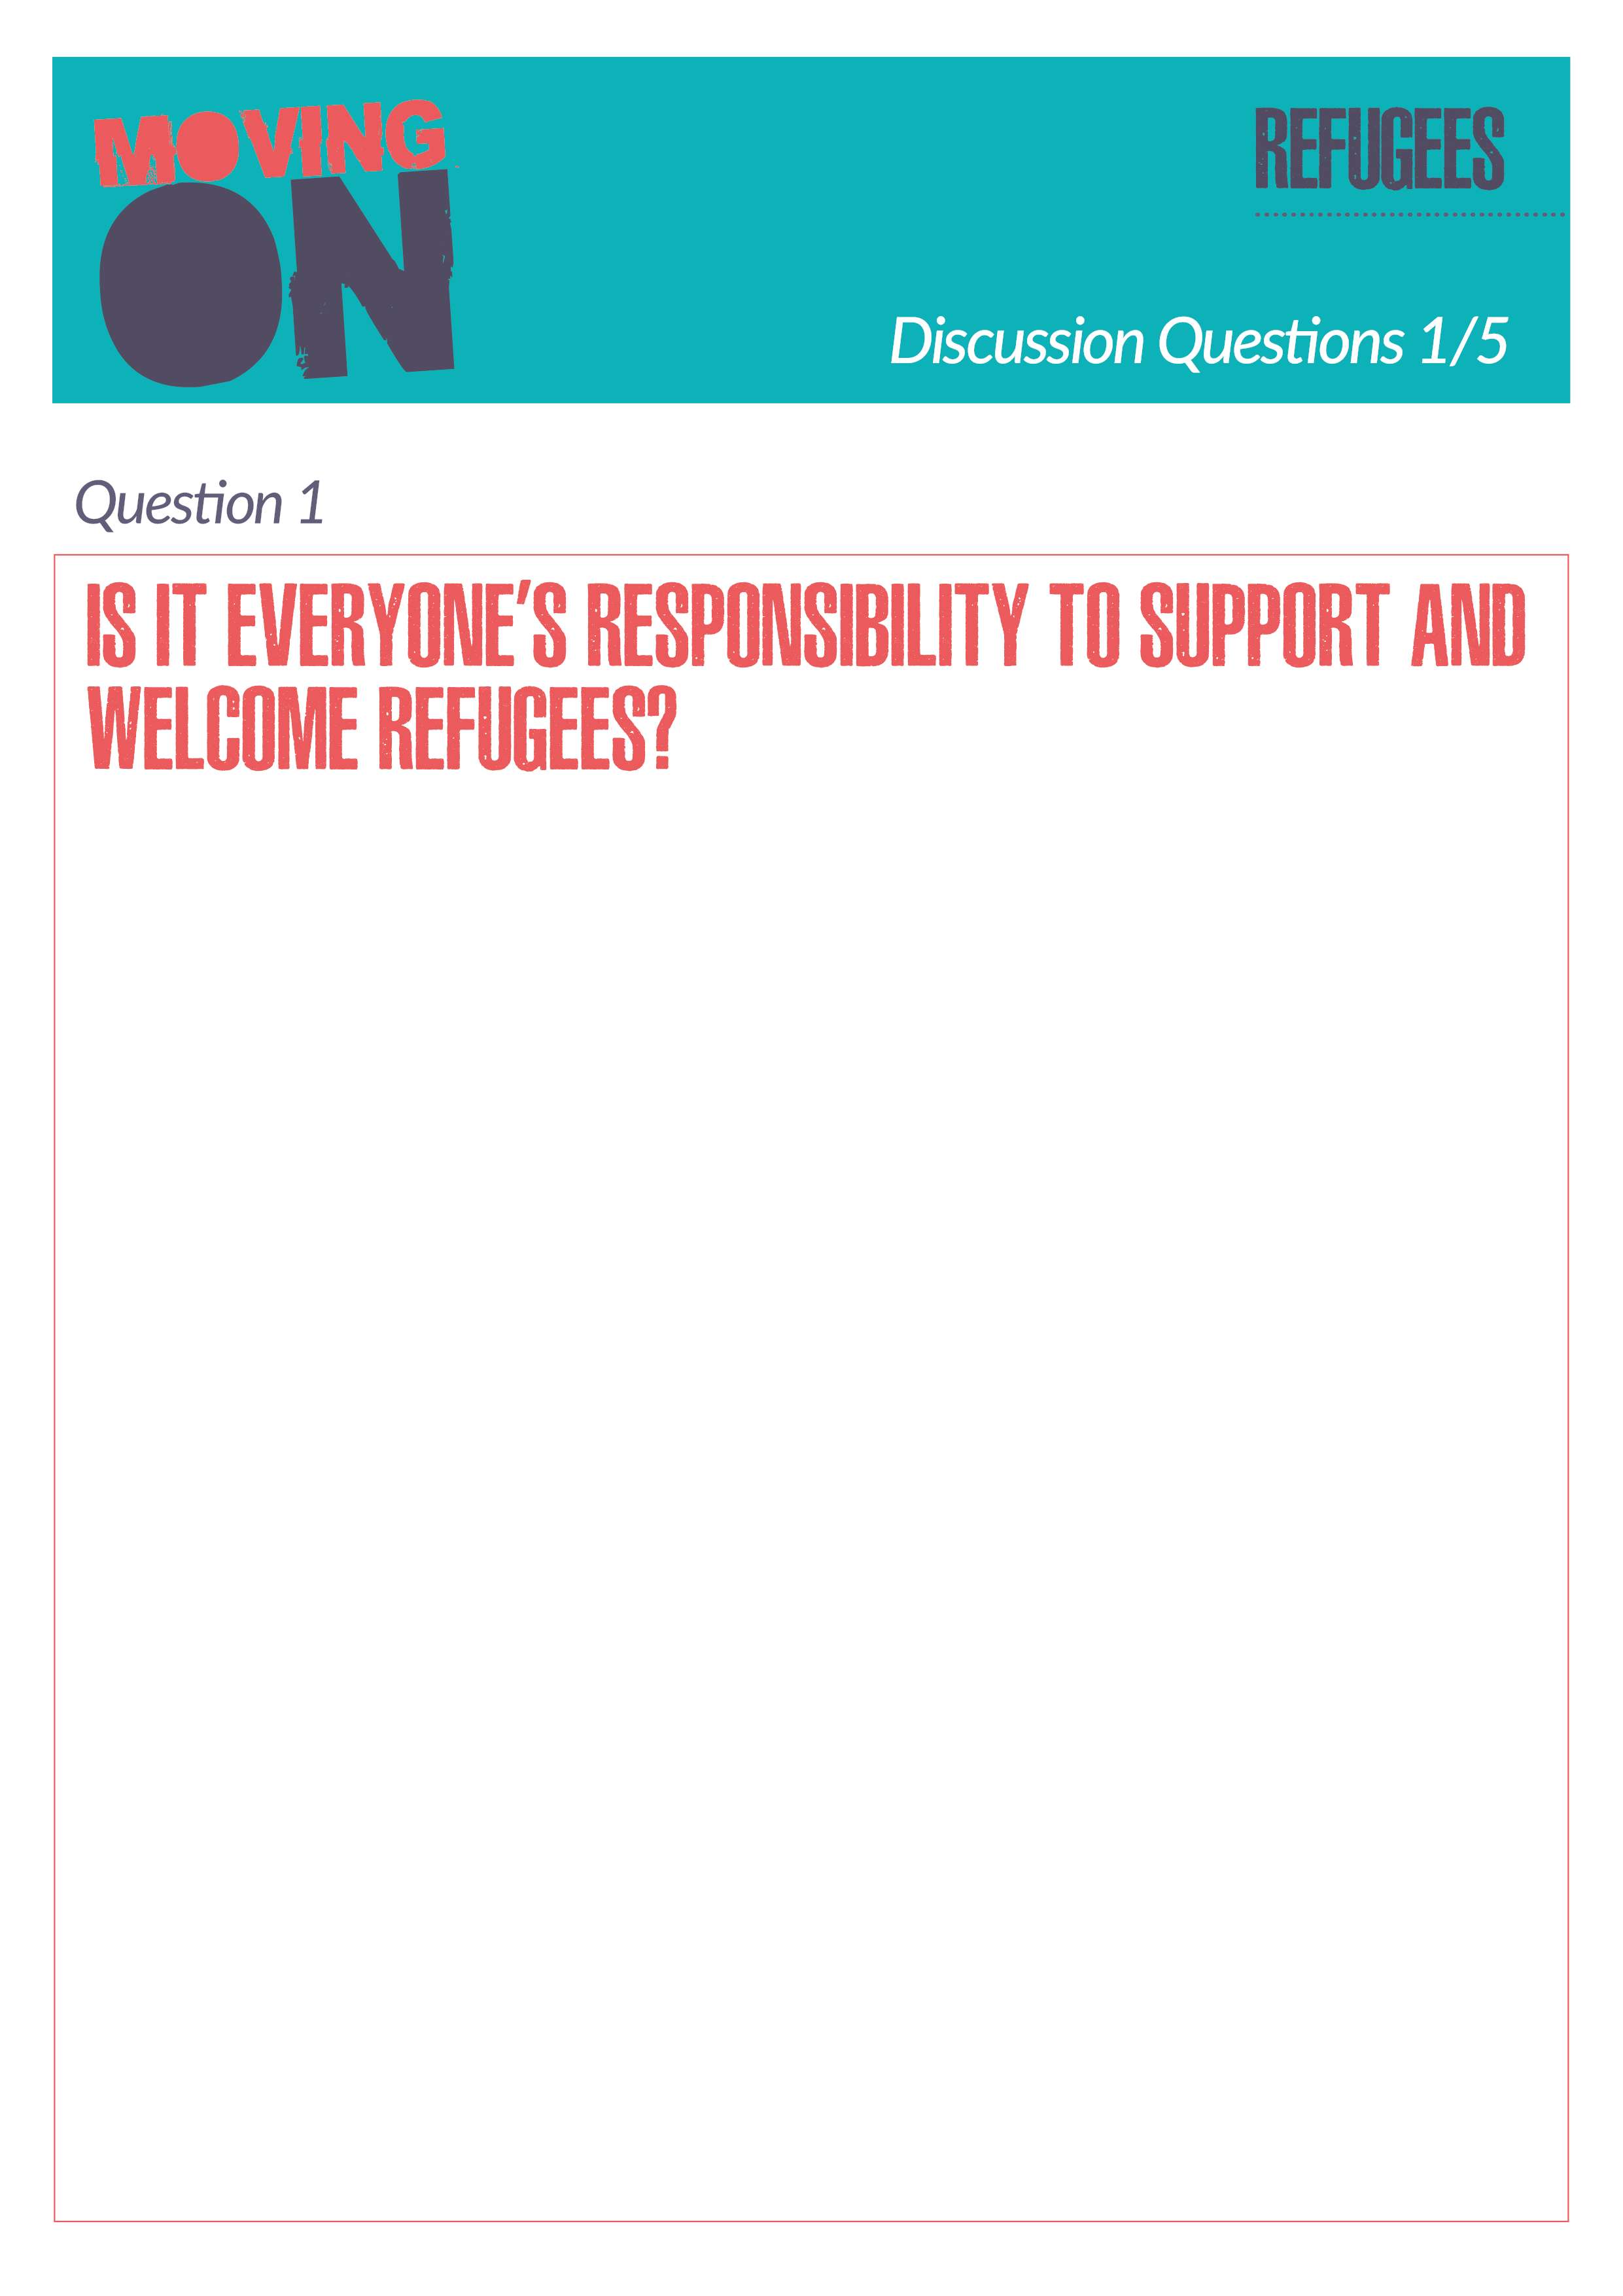 MOVING
ON
REFUGEES
Discussion Questions 1/5
Question 1
IS IT EVERYONE'S RESPONSIBILITY TO SUPPORT AND
WELCOME REFUGEES?